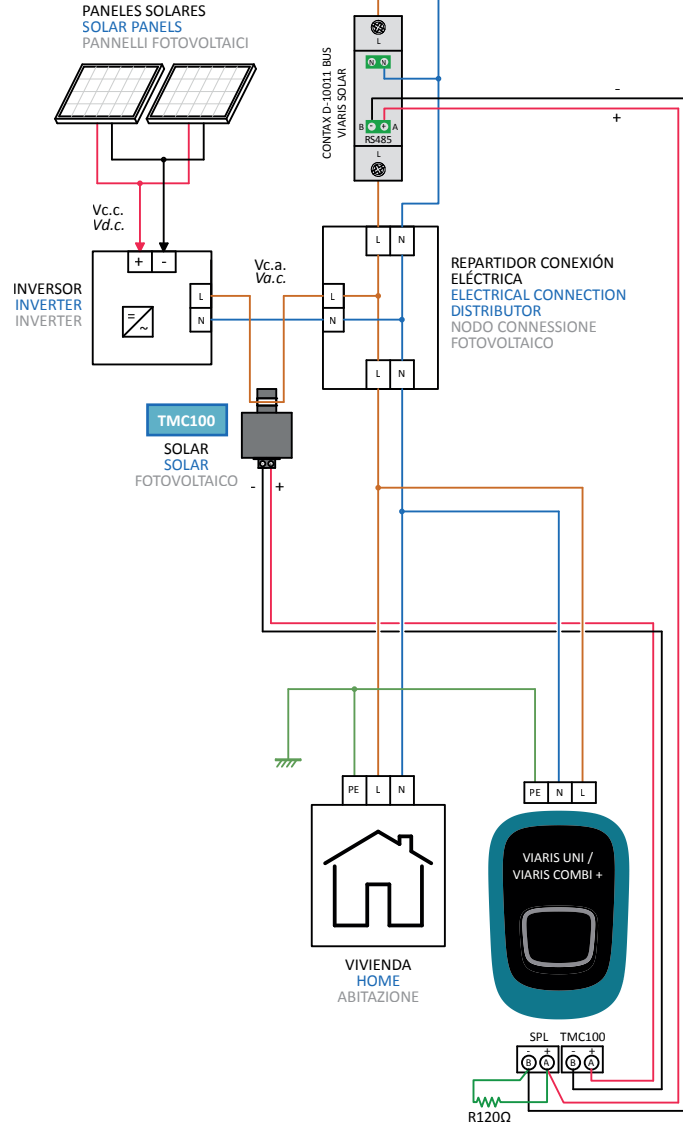 PANELES SOLARES
SOLAR PANELS
PANNELLI FOTOVOLTAICI
L
N N
CONTAX D-10011 BUS
VIARIS SOLAR
B - + A
RS485
L
-
+
Vc.c.
Vd.c.
+ -
INVERSOR
INVERTER
INVERTER
=
~
L
N
Vc.a.
Va.c.
L N
L
N
L N
REPARTIDOR CONEXIÓN
ELÉCTRICA
ELECTRICAL CONNECTION
DISTRIBUTOR
NODO CONNESSIONE
FOTOVOLTAICO
TMC100
SOLAR
SOLAR
FOTOVOLTAICO
- +
PE L N
VIVIENDA
HOME
ABITAZIONE
PE N L
VIARIS UNI /
VIARIS COMBI +
SPL TMC100
- + - +
B A B A
R120Ω